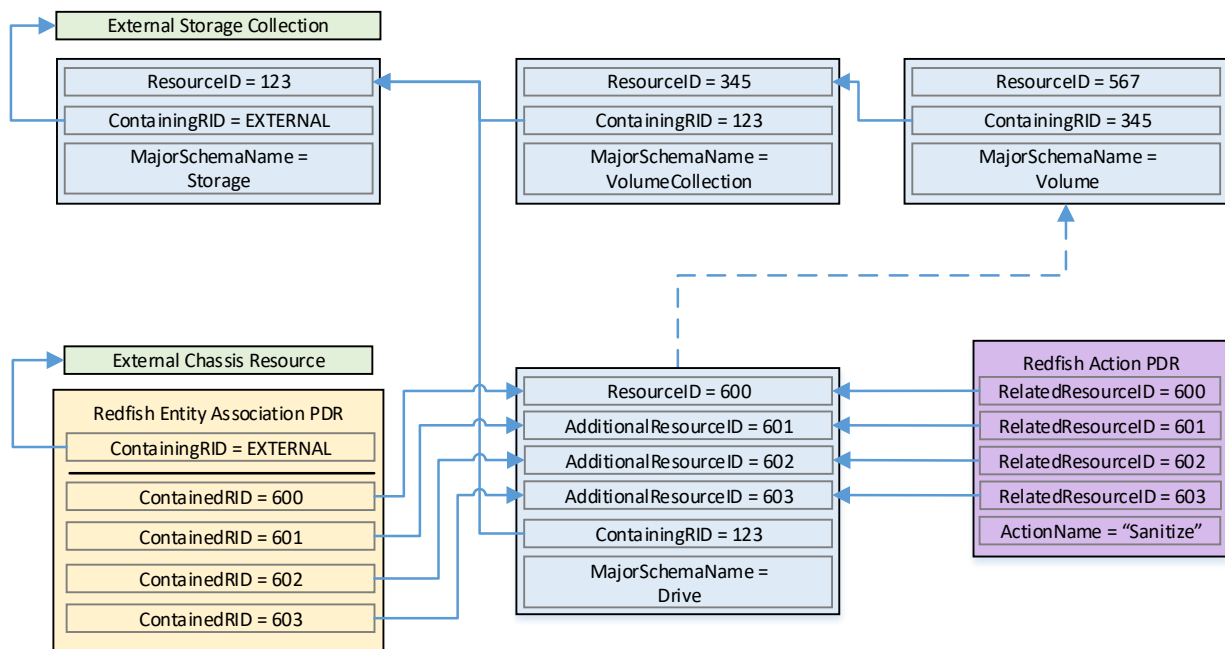 External Storage Collection
ResourceID = 123
ContainingRID = EXTERNAL
MajorSchemaName =
Storage
ResourceID = 345
ContainingRID = 123
MajorSchemaName =
VolumeCollection
ResourceID = 567
ContainingRID = 345
MajorSchemaName =
Volume
External Chassis Resource
Redfish Entity Association PDR
ContainingRID = EXTERNAL
ContainedRID = 600
ContainedRID = 601
ContainedRID = 602
ContainedRID = 603
ResourceID = 600
AdditionalResourceID = 601
AdditionalResourceID = 602
AdditionalResourceID = 603
ContainingRID = 123
MajorSchemaName =
Drive
Redfish Action PDR
RelatedResourceID = 600
RelatedResourceID = 601
RelatedResourceID = 602
RelatedResourceID = 603
ActionName = “Sanitize”